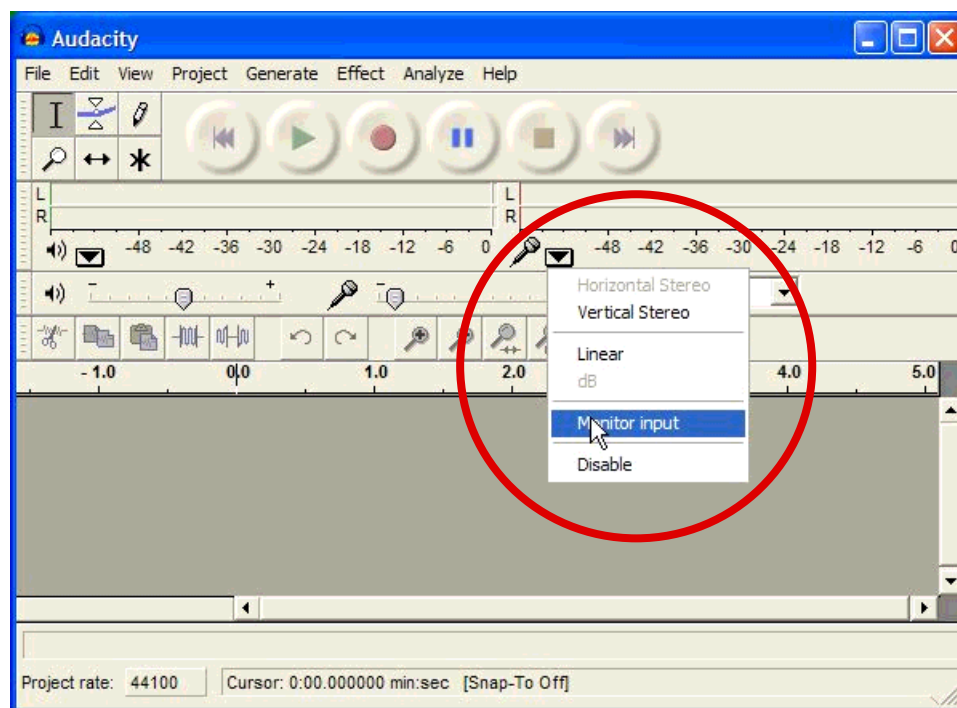 Audacity
File Edit View Project Generate Effect Analyze Help
L L
R R
-48 -42 -36 -30 -24 -18 -12 -6 0 -48 -42 -36 -30 -24 -18 -12 -6 0
- + -
Horizontal Stereo
Vertical Stereo
Linear
dB
Monitor input
Disable
- 1.0 0,0 1.0 2.0 4.0 5.0
Project rate: 44100 Cursor: 0:00.000000 min:sec [Snap-To Off]